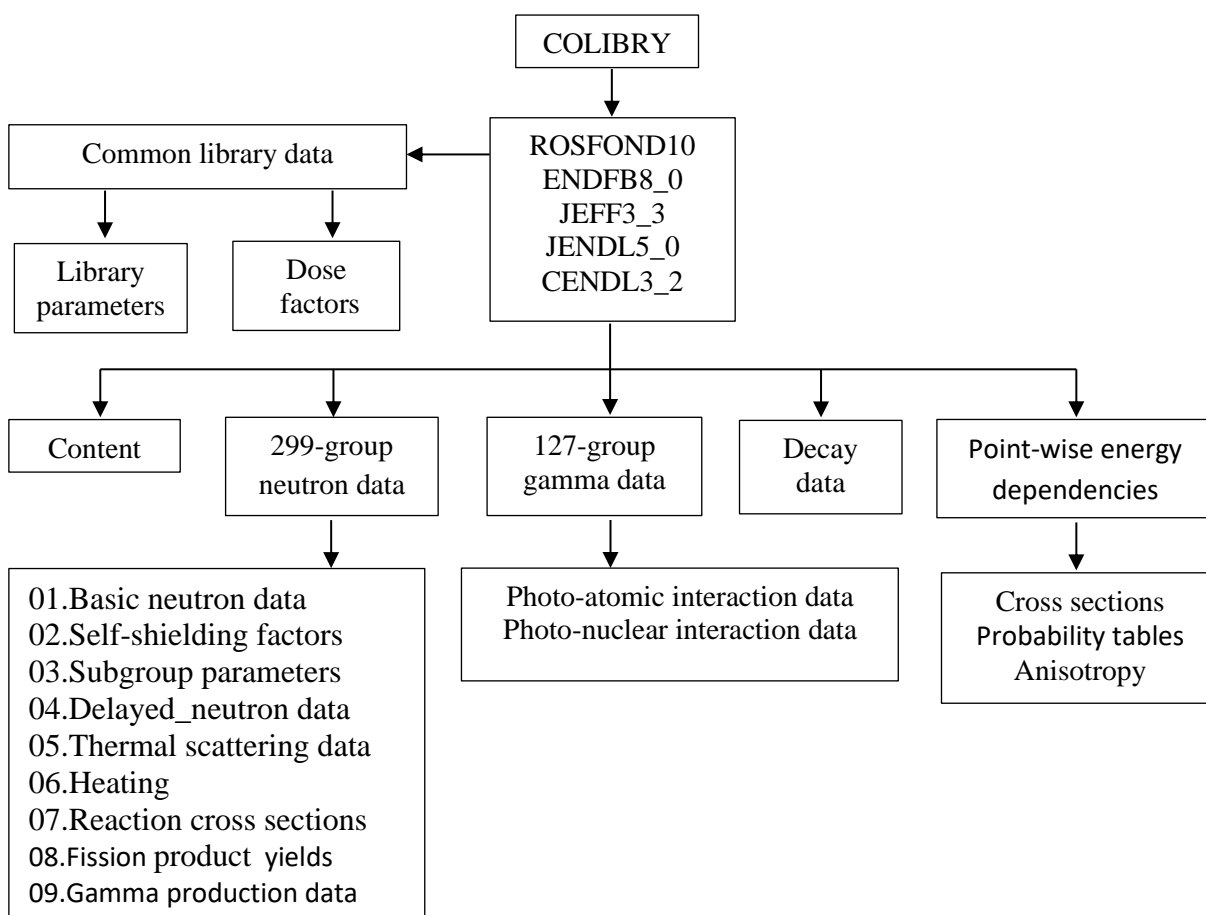 COLIBRY
Common library data
ROSFOND10
ENDFB8_0
JEFF3_3
JENDL5_0
CENDL3_2
Library
parameters
Dose
factors
Content
299-group
neutron data
127-group
gamma data
Decay
data
Point-wise energy
dependencies
01.Basic neutron data
02.Self-shielding factors
03.Subgroup parameters
04.Delayed_neutron data
05.Thermal scattering data
06.Heating
07.Reaction cross sections
08.Fission product yields
09.Gamma production data
Photo-atomic interaction data
Photo-nuclear interaction data
Cross sections
Probability tables
Anisotropy